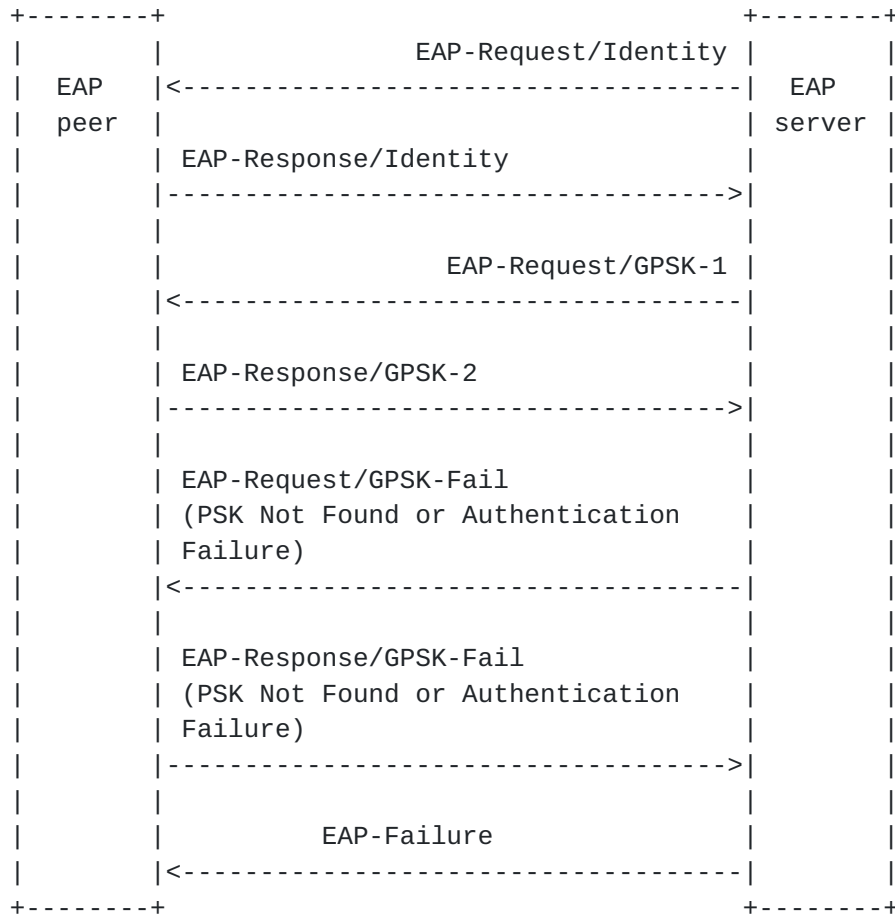 EAP-Request/Identity
EAP EAP
peer server
EAP-Response/Identity
EAP-Request/GPSK-1
EAP-Response/GPSK-2
EAP-Request/GPSK-Fail
(PSK Not Found or Authentication
Failure)
EAP-Response/GPSK-Fail
(PSK Not Found or Authentication
Failure)
EAP-Failure